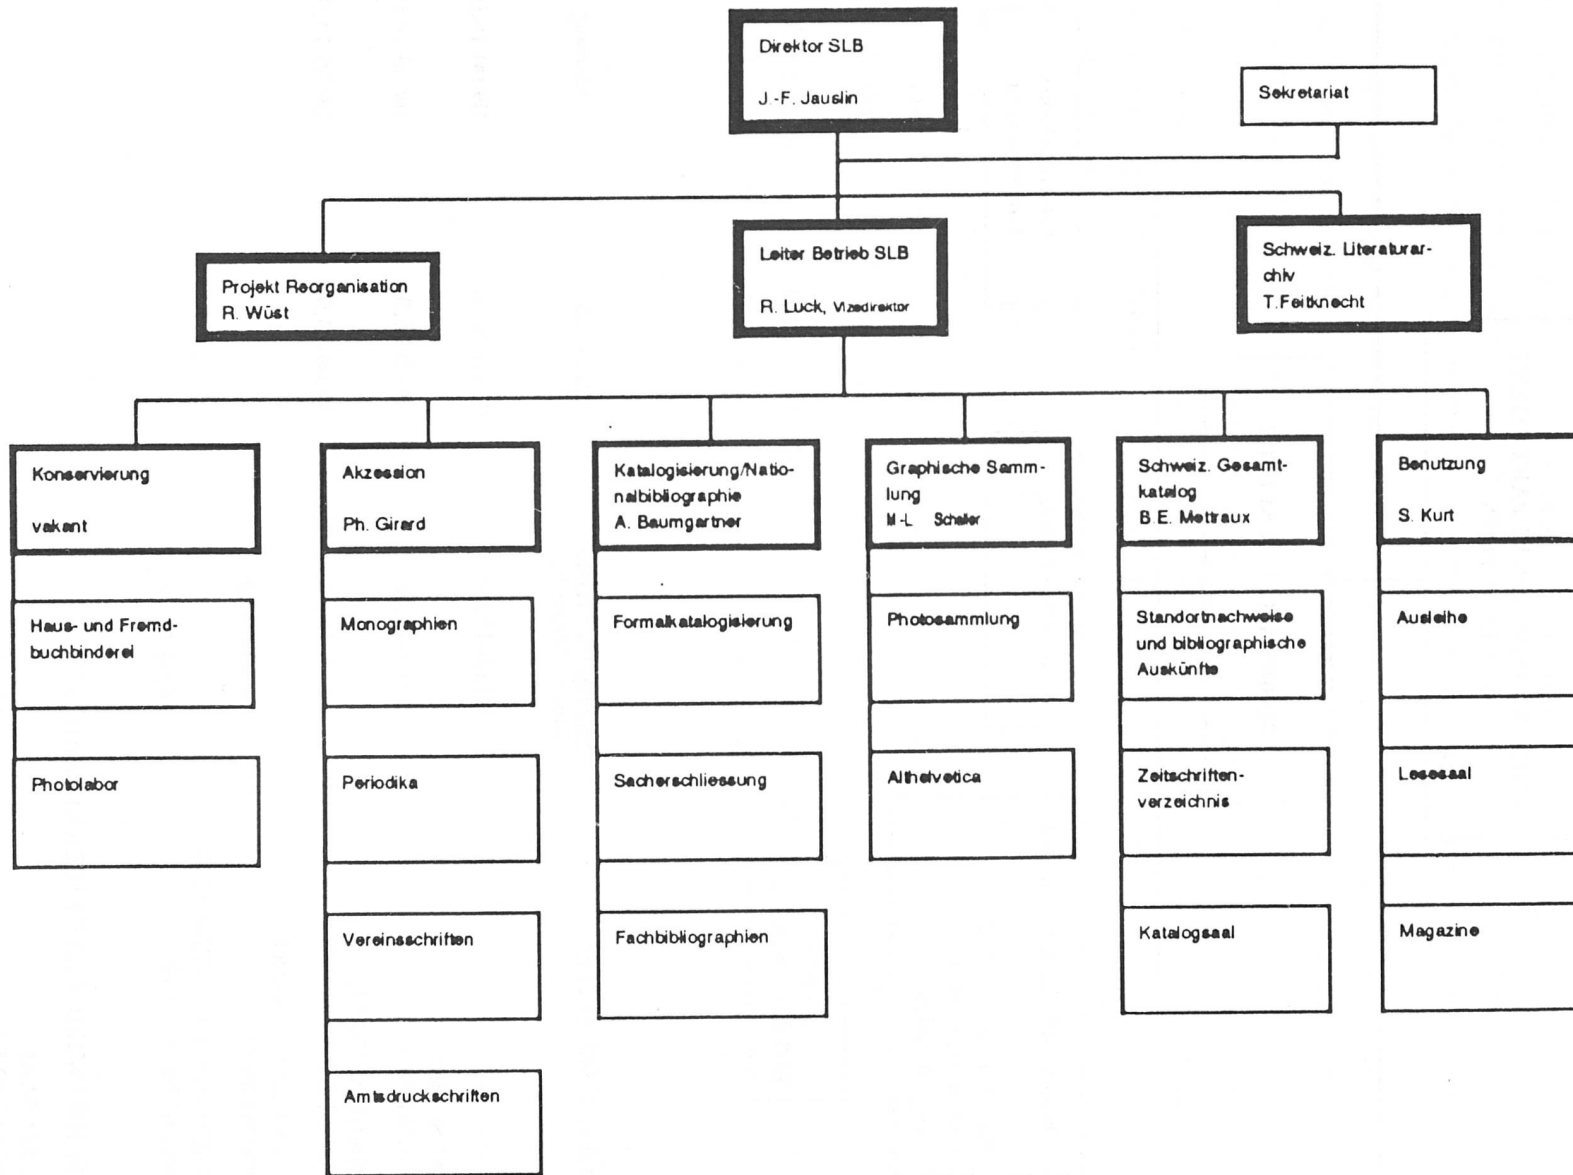 Direktor SLB
J.-F. Jauslin
Sekretariat
Projekt Reorganisation
R. Wüst
Leiter Betrieb SLB
R. Luck, Vizedirektor
Schweiz. Literaturar-
chiv
T.Feitknecht
Konservierung
vakant
Akzession
Ph. Girard
Katalogisierung/Natio-
nalbibliographie
A. Baumgartner
Graphische Samm-
lung
M-L Schaller
Schweiz. Gesamt-
katalog
B.E. Mettraux
Benutzung
S. Kurt
Haus- und Fremd-
buchbinderei
Monographien
Formalkatalogisierung
Photosammlung
Standortnachweise
und bibliographische
Auskünfte
Ausleihe
Photolabor
Periodika
Sacherschliessung
Althelvetica
Zeitschriften-
verzeichnis
Lesesaal
Vereinsschriften
Fachbibliographien
Katalogsaal
Magazine
Amtsdruckschriften